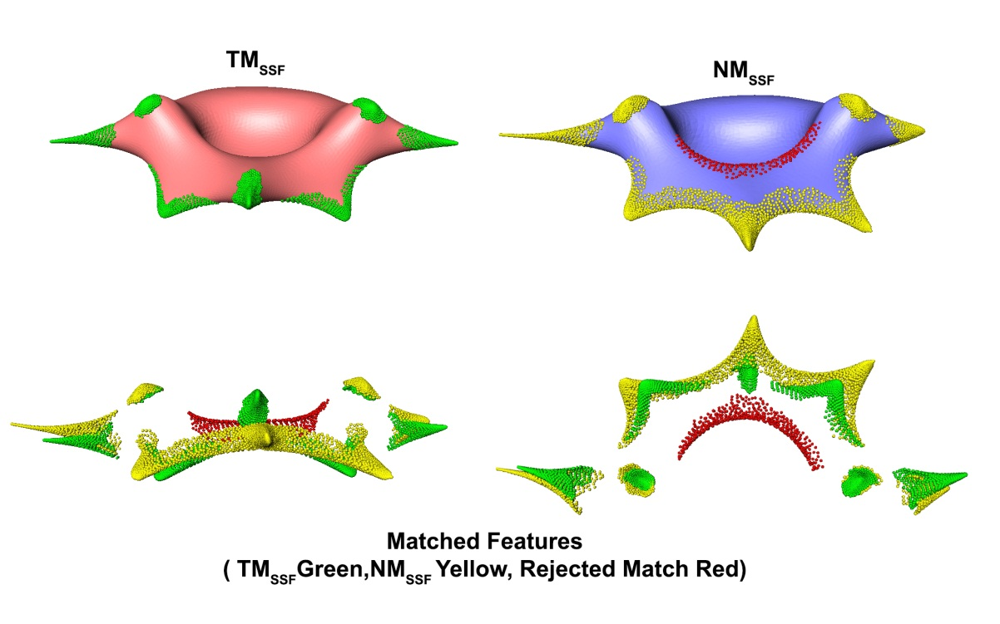 TMSSF
NMSSF
Matched Features
( TMSSFGreen,NMSSF Yellow, Rejected Match Red)